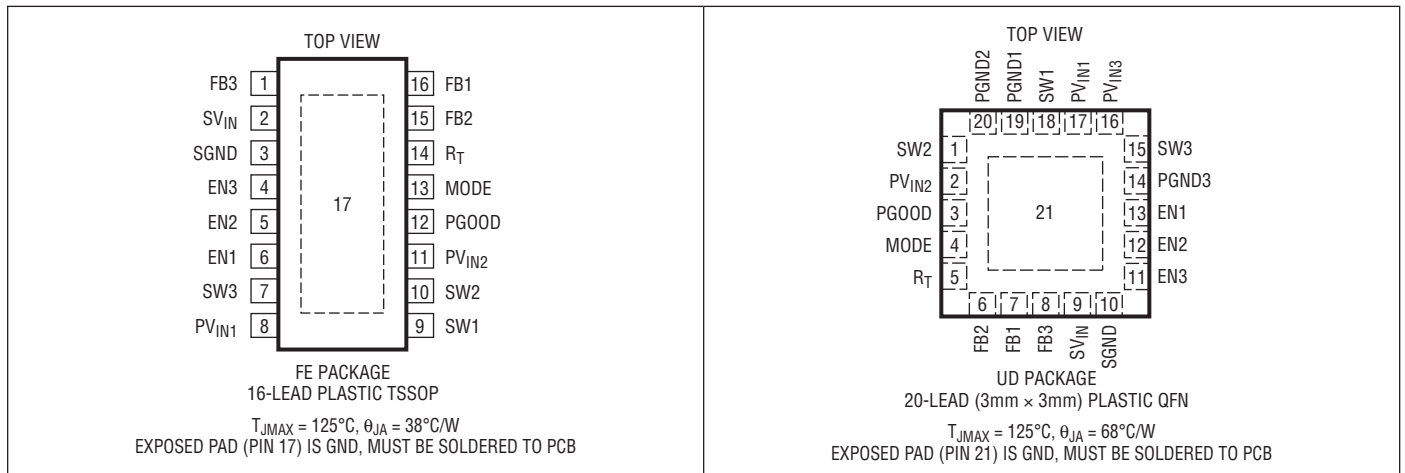 TOP VIEW
FB3 1
SVIN 2
SGND 3
EN3 4
EN2 5
EN1 6
SW3 7
PVIN1 8
17
16 FB1
15 FB2
14 RT
13 MODE
12 PGOOD
11 PVIN2
10 SW2
9 SW1
FE PACKAGE
16-LEAD PLASTIC TSSOP
TJMAX = 125°C, θJA = 38°C/W
EXPOSED PAD (PIN 17) IS GND, MUST BE SOLDERED TO PCB
TOP VIEW
PGND2
PGND1
SW1
PVIN1
PVIN3
20 19 18 17 16
SW2 1
PVIN2 2
PGOOD 3
MODE 4
RT 5
21
15 SW3
14 PGND3
13 EN1
12 EN2
11 EN3
6 7 8 9 10
FB2
FB1
FB3
SVIN
SGND
UD PACKAGE
20-LEAD (3mm × 3mm) PLASTIC QFN
TJMAX = 125°C, θJA = 68°C/W
EXPOSED PAD (PIN 21) IS GND, MUST BE SOLDERED TO PCB